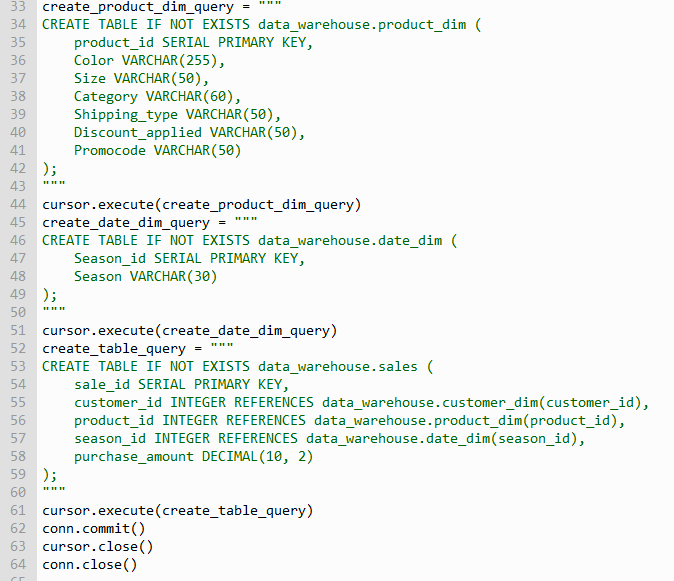 33 create_product_dim_query = """
34 CREATE TABLE IF NOT EXISTS data_warehouse.product_dim (
35     product_id SERIAL PRIMARY KEY,
36     Color VARCHAR(255),
37     Size VARCHAR(50),
38     Category VARCHAR(60),
39     Shipping_type VARCHAR(50),
40     Discount_applied VARCHAR(50),
41     Promocode VARCHAR(50)
42 );
43 """
44 cursor.execute(create_product_dim_query)
45 create_date_dim_query = """
46 CREATE TABLE IF NOT EXISTS data_warehouse.date_dim (
47     Season_id SERIAL PRIMARY KEY,
48     Season VARCHAR(30)
49 );
50 """
51 cursor.execute(create_date_dim_query)
52 create_table_query = """
53 CREATE TABLE IF NOT EXISTS data_warehouse.sales (
54     sale_id SERIAL PRIMARY KEY,
55     customer_id INTEGER REFERENCES data_warehouse.customer_dim(customer_id),
56     product_id INTEGER REFERENCES data_warehouse.product_dim(product_id),
57     season_id INTEGER REFERENCES data_warehouse.date_dim(season_id),
58     purchase_amount DECIMAL(10, 2)
59 );
60 """
61 cursor.execute(create_table_query)
62 conn.commit()
63 cursor.close()
64 conn.close()
65